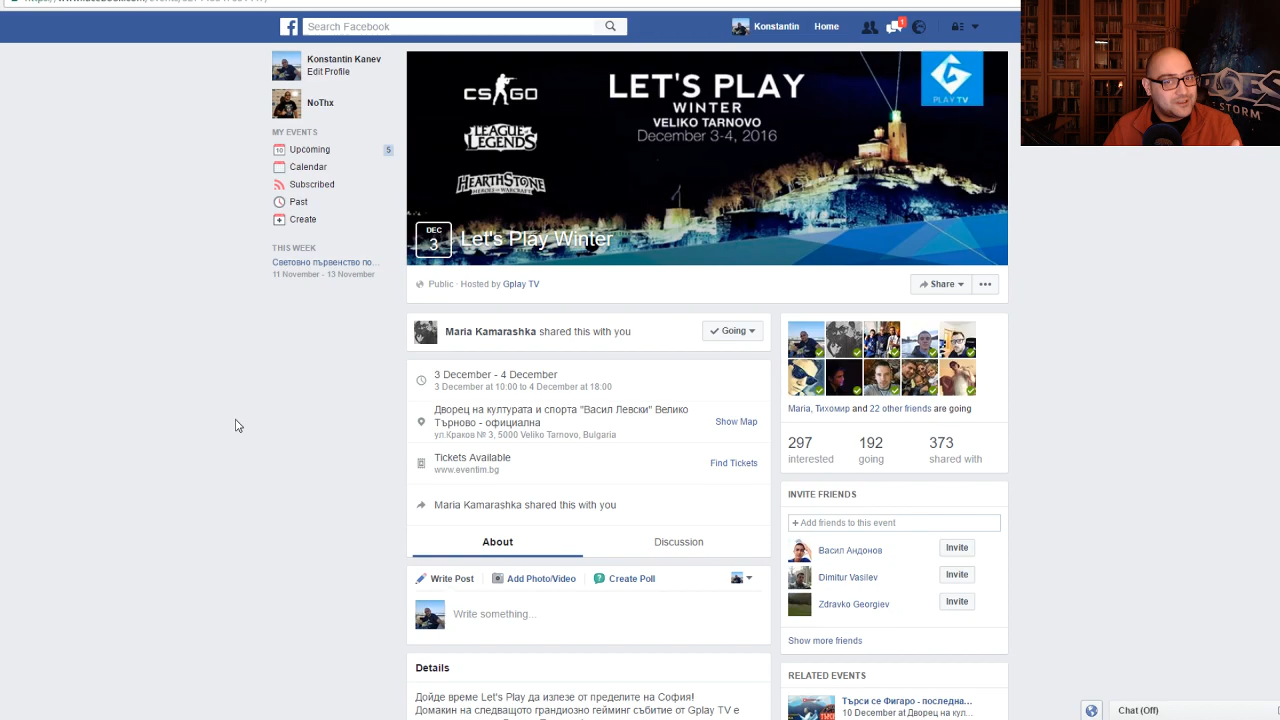 Search Facebook
Konstantin
Home
1
Konstantin Kanev
Edit Profile
NoThx
MY EVENTS
10
Upcoming
5
Calendar
Subscribed
Past
Create
THIS WEEK
Световно първенство по...
11 November - 13 November
CS GO
LEAGUE of LEGENDS
HEARTHSTONE
HEROES OF WARCRAFT
LET'S PLAY
WINTER
VELIKO TARNOVO
December 3-4, 2016
PLAY TV
DEC
3
Let's Play Winter
Public · Hosted by Gplay TV
Share
Maria Kamarashka shared this with you
Going
3 December - 4 December
3 December at 10:00 to 4 December at 18:00
Дворец на културата и спорта "Васил Левски" Велико
Търново - официална
ул.Краков № 3, 5000 Veliko Tarnovo, Bulgaria
Show Map
Tickets Available
www.eventim.bg
Find Tickets
Maria Kamarashka shared this with you
About
Discussion
Write Post
Add Photo/Video
Create Poll
Write something...
Details
Дойде време Let's Play да излезе от пределите на София!
Домакин на следващото грандиозно гейминг събитие от Gplay TV е
Maria, Тихомир and 22 other friends are going
297
interested
192
going
373
shared with
INVITE FRIENDS
+ Add friends to this event
Васил Андонов
Invite
Dimitur Vasilev
Invite
Zdravko Georgiev
Invite
Show more friends
RELATED EVENTS
Търси се Фигаро - последна...
10 December at Дворец на кул...
Chat (Off)
STORM